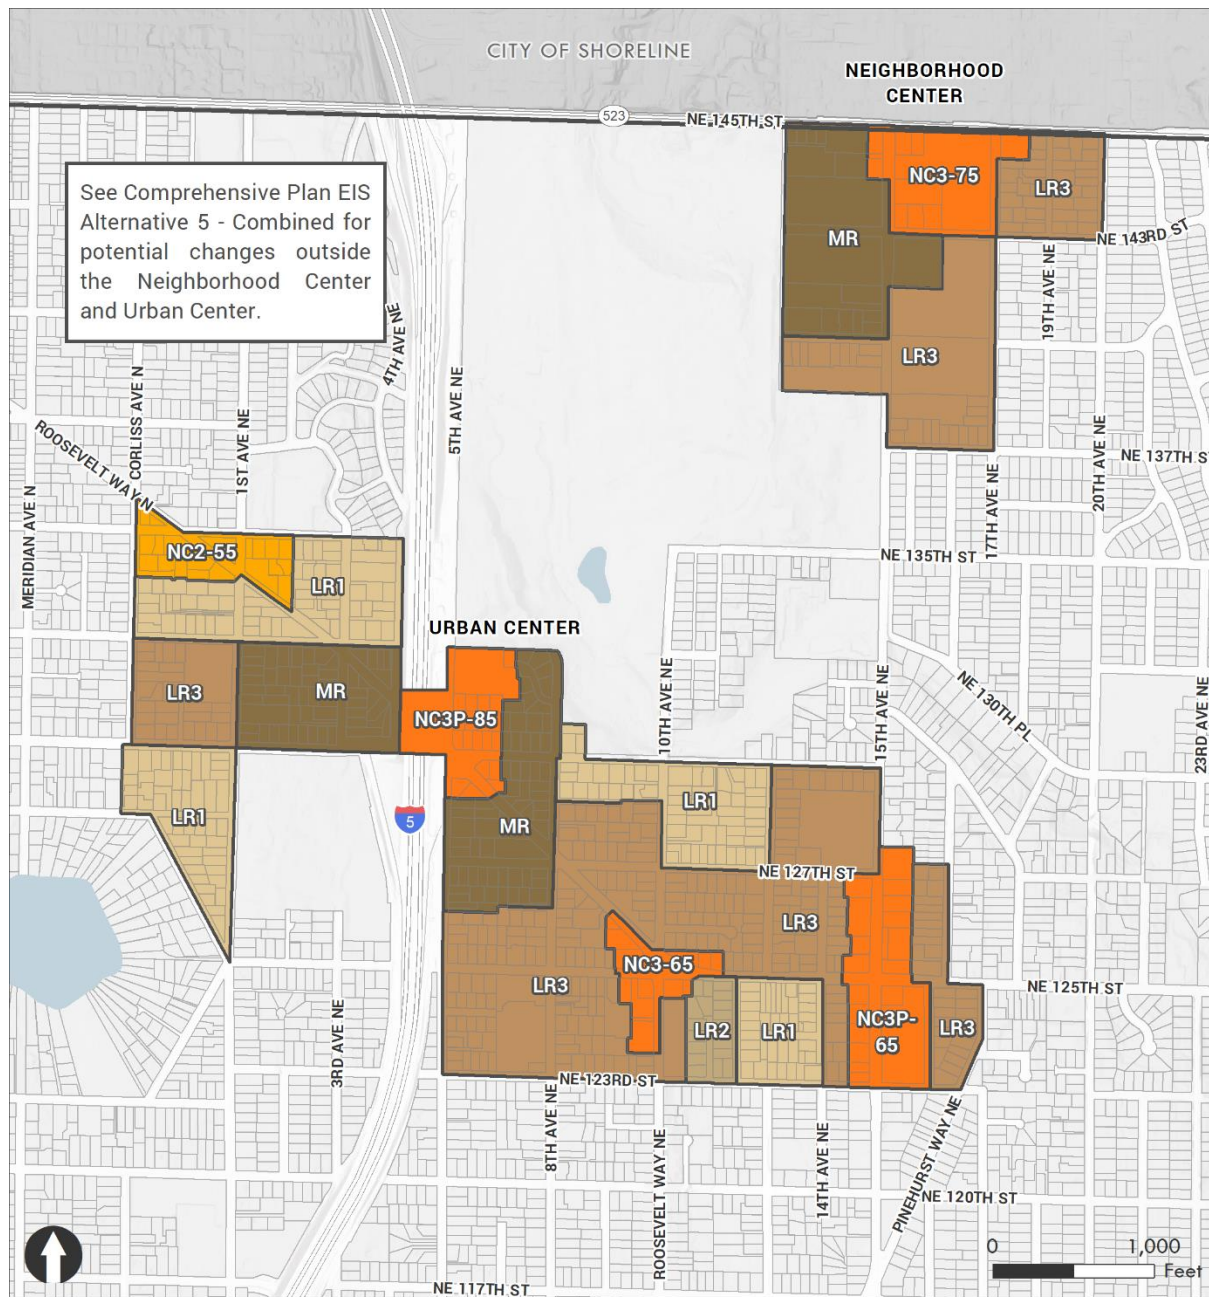 CITY OF SHORELINE
NEIGHBORHOOD
CENTER
523
NE 145TH ST
See Comprehensive Plan EIS
Alternative 5 - Combined for
potential changes outside
the Neighborhood Center
and Urban Center.
NC3-75
LR3
MR
NE 143RD ST
19TH AVE NE
4TH AVE NE
LR3
5TH AVE NE
CORLISS AVE N
1ST AVE NE
ROOSEVELT WAY N
MERIDIAN AVE N
20TH AVE NE
NE 137TH ST
17TH AVE NE
NC2-55
LR1
NE 135TH ST
URBAN CENTER
LR3
MR
NC3P-85
10TH AVE NE
15TH AVE NE
NE 130TH PL
23RD AVE NE
LR1
LR1
5
MR
NE 127TH ST
LR3
NC3-65
LR3
LR2
LR1
NC3P-
65
LR3
NE 125TH ST
3RD AVE NE
NE 123RD ST
8TH AVE NE
ROOSEVELT WAY NE
14TH AVE NE
PINEHURST WAY NE
NE 120TH ST
0
1,000
Feet
NE 117TH ST